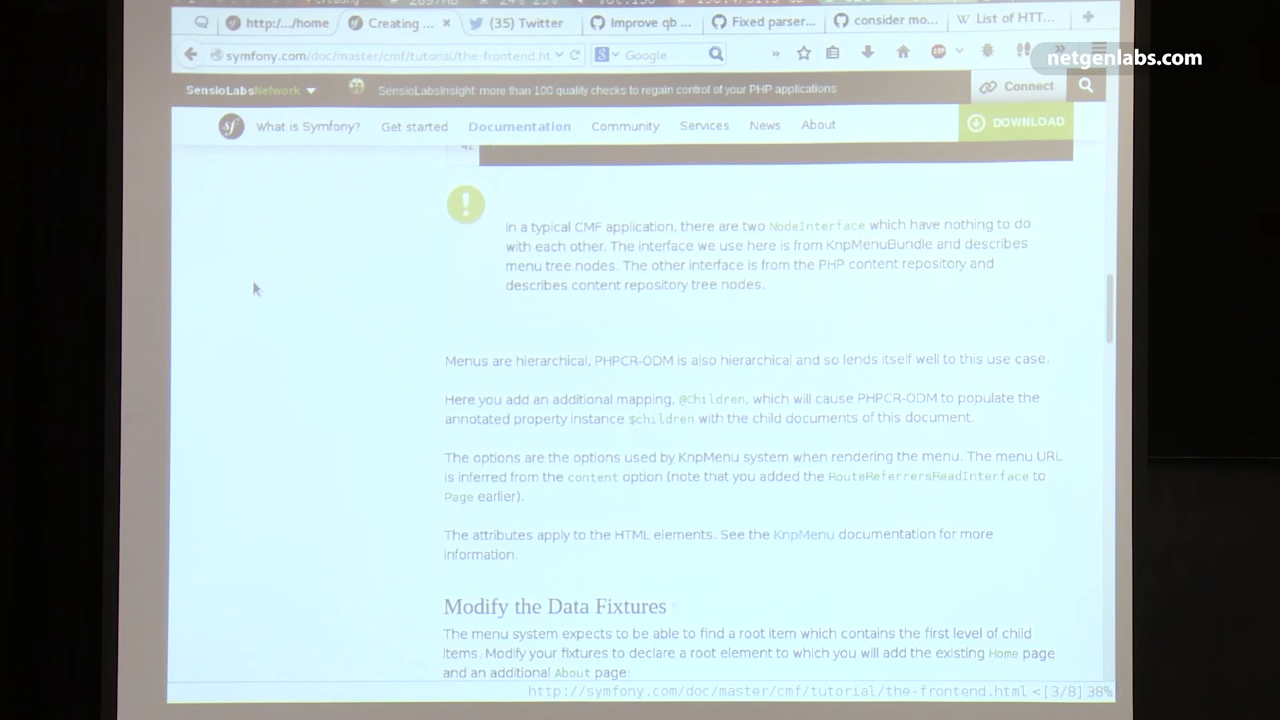 http:/.../home
Creating ...
(35) Twitter
Improve qb ...
Fixed parser...
consider mo...
List of HTT...
symfony.com/doc/master/cmf/tutorial/the-frontend.ht
Google
netgenlabs.com
SensioLabsNetwork
SensioLabsInsight: more than 100 quality checks to regain control of your PHP applications
Connect
sf
What is Symfony?
Get started
Documentation
Community
Services
News
About
DOWNLOAD
41
In a typical CMF application, there are two NodeInterface which have nothing to do
with each other. The interface we use here is from KnpMenuBundle and describes
menu tree nodes. The other interface is from the PHP content repository and
describes content repository tree nodes.
Menus are hierarchical, PHPCR-ODM is also hierarchical and so lends itself well to this use case.
Here you add an additional mapping, @Children, which will cause PHPCR-ODM to populate the
annotated property instance $children with the child documents of this document.
The options are the options used by KnpMenu system when rendering the menu. The menu URL
is inferred from the content option (note that you added the RouteReferrersReadInterface to
Page earlier).
The attributes apply to the HTML elements. See the KnpMenu documentation for more
information.
Modify the Data Fixtures
The menu system expects to be able to find a root item which contains the first level of child
items. Modify your fixtures to declare a root element to which you will add the existing Home page
and an additional About page:
http://symfony.com/doc/master/cmf/tutorial/the-frontend.html <[3/8] 38%